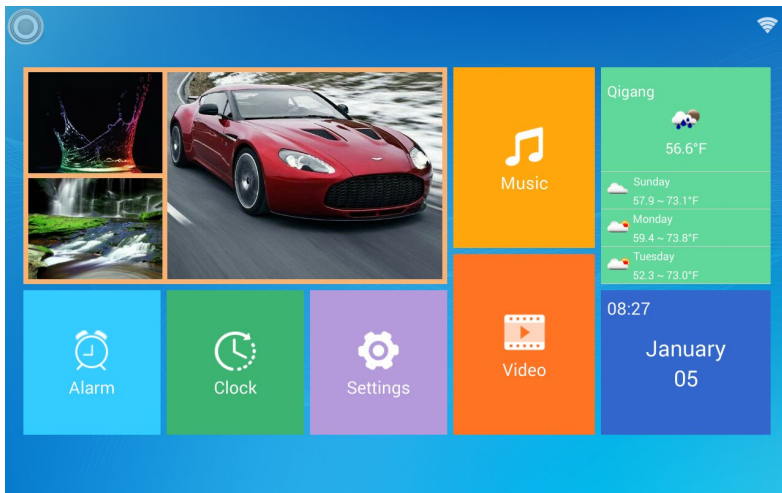 Music
Qigang
56.6°F
Sunday
57.9 ~ 73.1°F
Monday
59.4 ~ 73.8°F
Tuesday
52.3 ~ 73.0°F
Alarm
Clock
Settings
Video
08:27
January
05